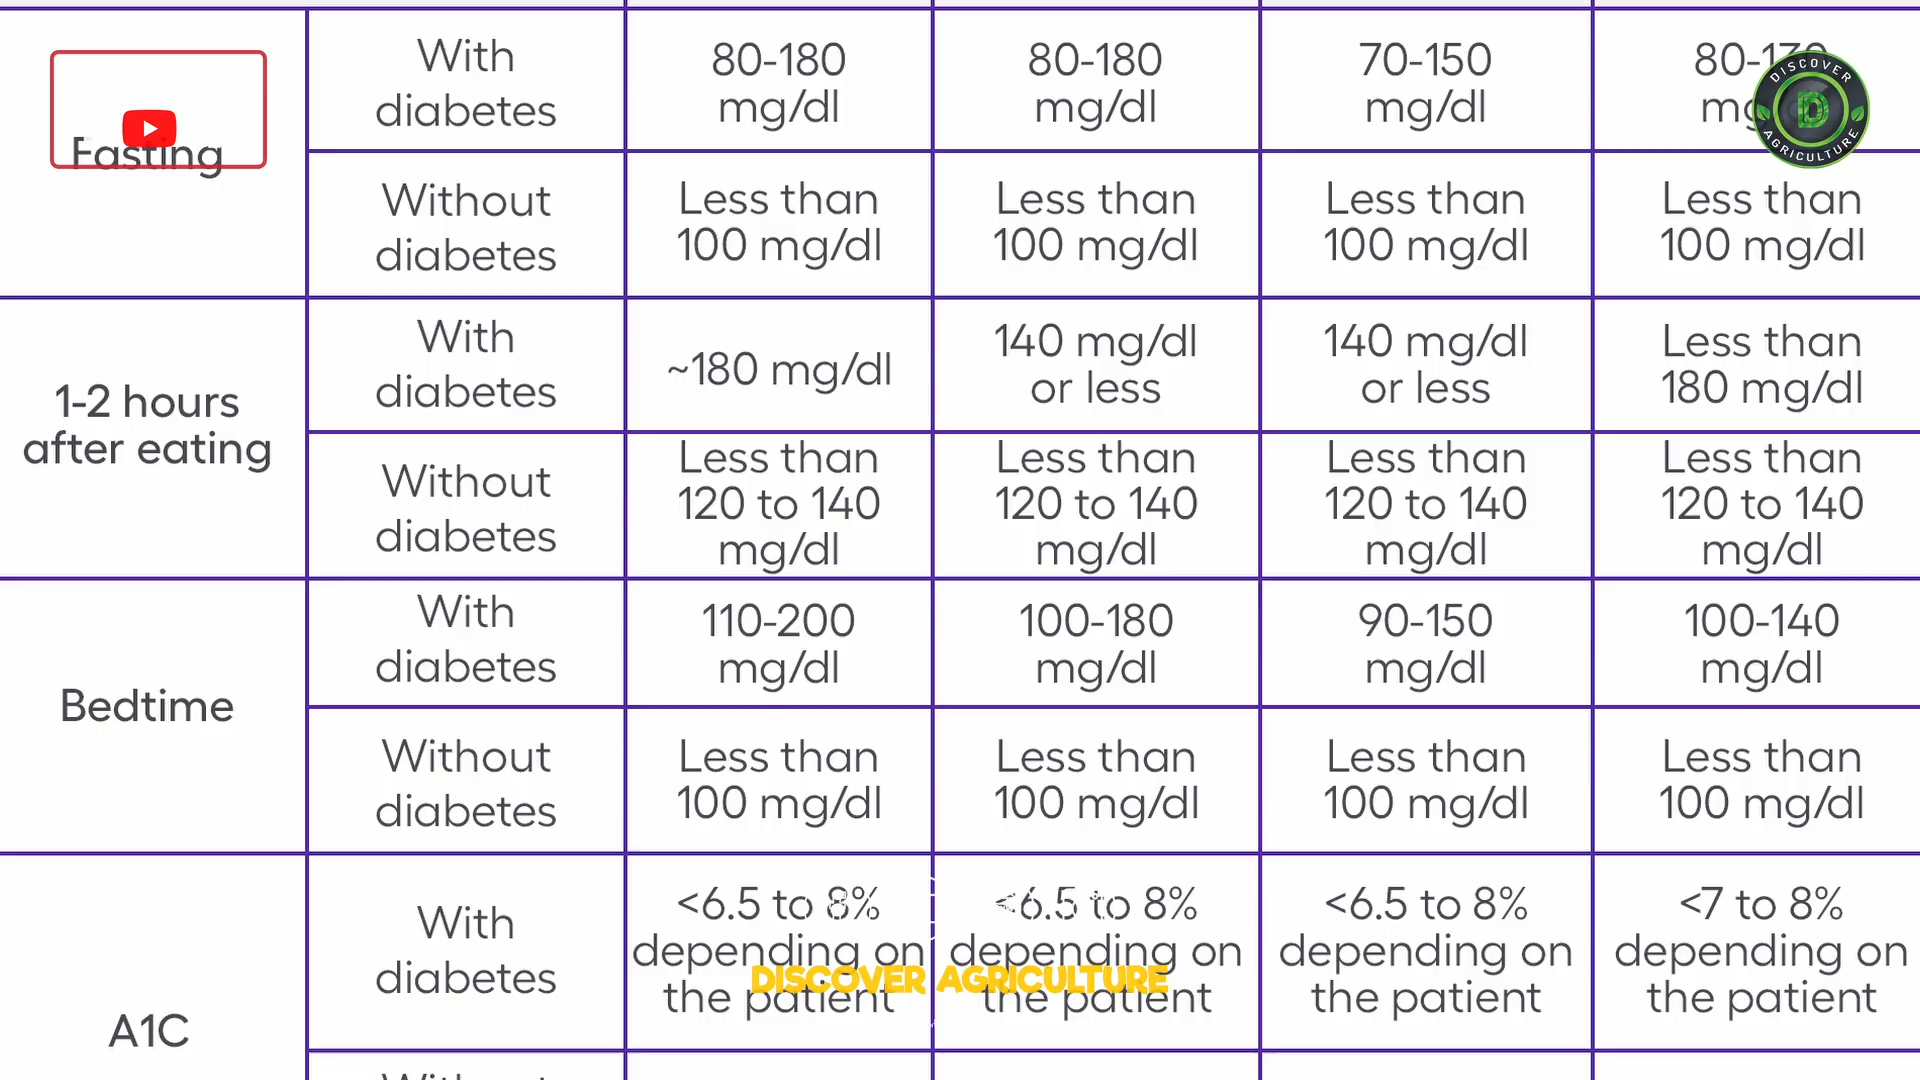 Fasting
With
diabetes
80-180
mg/dl
80-180
mg/dl
70-150
mg/dl
DISCOVER
D
AGRICULTURE
Without
diabetes
Less than
100 mg/dl
Less than
100 mg/dl
Less than
100 mg/dl
Less than
100 mg/dl
1-2 hours
after eating
With
diabetes
~180 mg/dl
140 mg/dl
or less
140 mg/dl
or less
Less than
180 mg/dl
Without
diabetes
Less than
120 to 140
mg/dl
Less than
120 to 140
mg/dl
Less than
120 to 140
mg/dl
Less than
120 to 140
mg/dl
Bedtime
With
diabetes
110-200
mg/dl
100-180
mg/dl
90-150
mg/dl
100-140
mg/dl
Without
diabetes
Less than
100 mg/dl
Less than
100 mg/dl
Less than
100 mg/dl
Less than
100 mg/dl
A1C
With
diabetes
<6.5 to 8%
depending on
the patient
<6.5 to 8%
depending on
the patient
<6.5 to 8%
depending on
the patient
<7 to 8%
depending on
the patient
DISCOVER AGRICULTURE